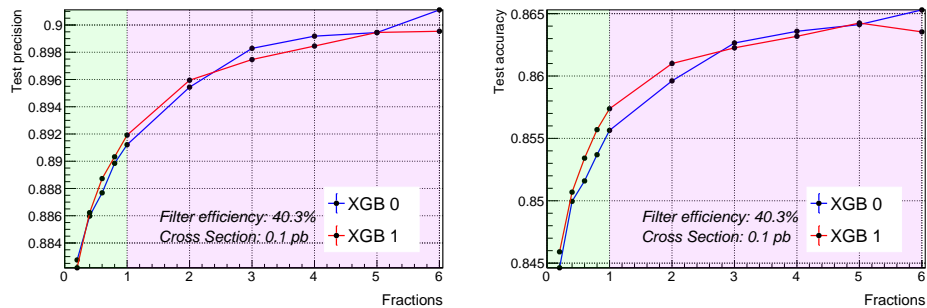 Test precision
0.9
0.898
0.896
0.894
0.892
0.89
0.888
0.886
0.884
0 1 2 3 4 5 6
Fractions
Filter efficiency: 40.3%
Cross Section: 0.1 pb
XGB 0
XGB 1
Test accuracy
0.865
0.86
0.855
0.85
0.845
0 1 2 3 4 5 6
Fractions
Filter efficiency: 40.3%
Cross Section: 0.1 pb
XGB 0
XGB 1